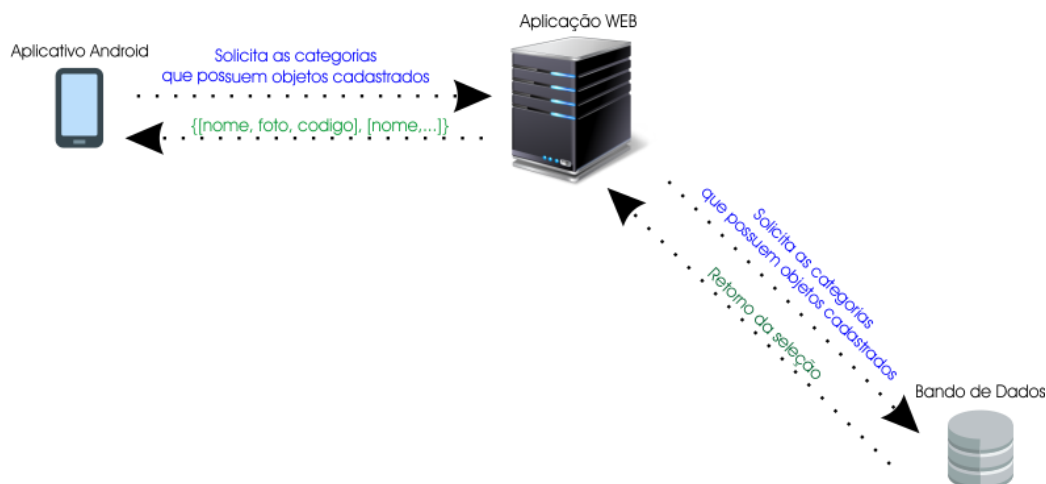 Aplicação WEB
Aplicativo Android
Solicita as categorias
que possuem objetos cadastrados
{[nome, foto, codigo], [nome,...]}
Solicita as categorias
que possuem objetos cadastrados
Retorno da seleção
Bando de Dados